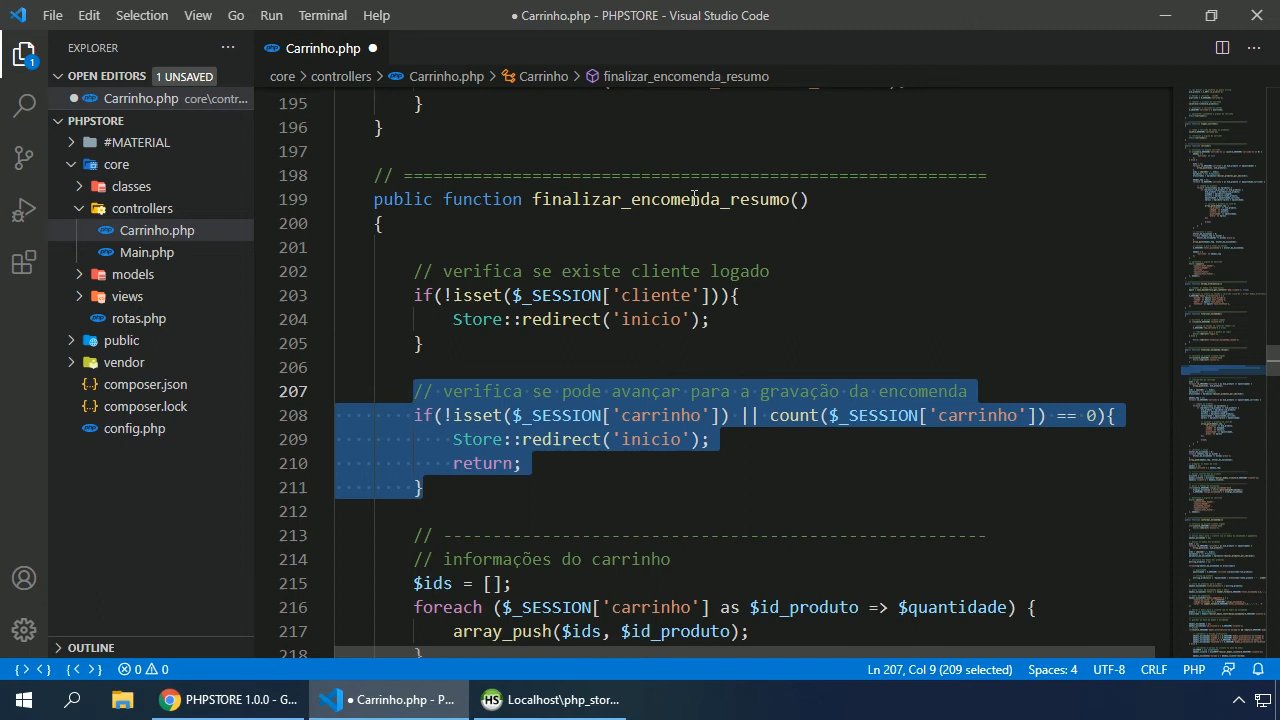 File Edit Selection View Go Run Terminal Help
● Carrinho.php - PHPSTORE - Visual Studio Code
EXPLORER
OPEN EDITORS 1 UNSAVED
Carrinho.php core\contr...
PHPSTORE
#MATERIAL
core
classes
controllers
Carrinho.php
Main.php
models
views
rotas.php
public
vendor
composer.json
composer.lock
config.php
OUTLINE
Carrinho.php ●
core > controllers > Carrinho.php > Carrinho > finalizar_encomenda_resumo
195 }
196 }
197
198 // ===========================================================
199 public function finalizar_encomenda_resumo()
200 {
201
202 // verifica se existe cliente logado
203 if(!isset($_SESSION['cliente'])){
204 Store::redirect('inicio');
205 }
206
207 // verifica se pode avançar para a gravação da encomenda
208 if(!isset($_SESSION['carrinho']) || count($_SESSION['carrinho']) == 0){
209 Store::redirect('inicio');
210 return;
211 }
212
213 // -------------------------------------------------------
214 // informações do carrinho
215 $ids = [];
216 foreach ($_SESSION['carrinho'] as $id_produto => $quantidade) {
217 array_push($ids, $id_produto);
218 }
0 0
Ln 207, Col 9 (209 selected) Spaces: 4 UTF-8 CRLF PHP
PHPSTORE 1.0.0 - G...
● Carrinho.php - P...
HS Localhost\php_stor...